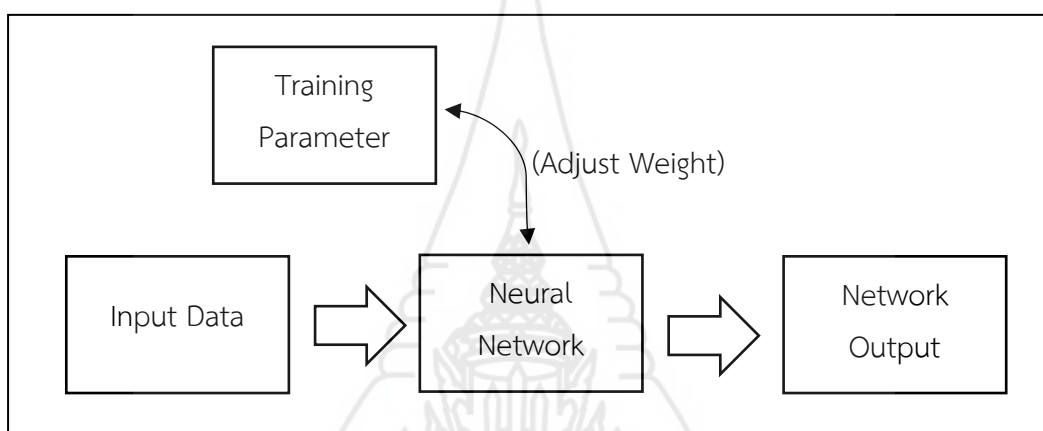 Training
Parameter
(Adjust Weight)
Input Data
Neural
Network
Network
Output